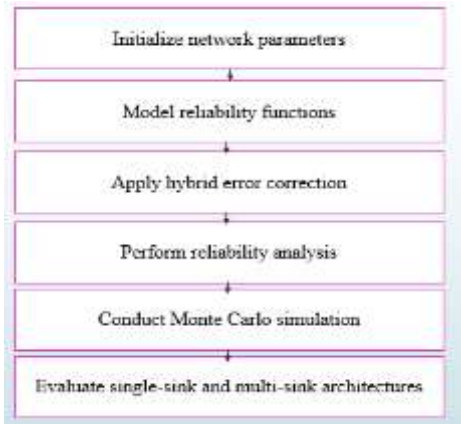 Initialize network parameters
Model reliability functions
Apply hybrid error correction
Perform reliability analysis
Conduct Monte Carlo simulation
Evaluate single-sink and multi-sink architectures